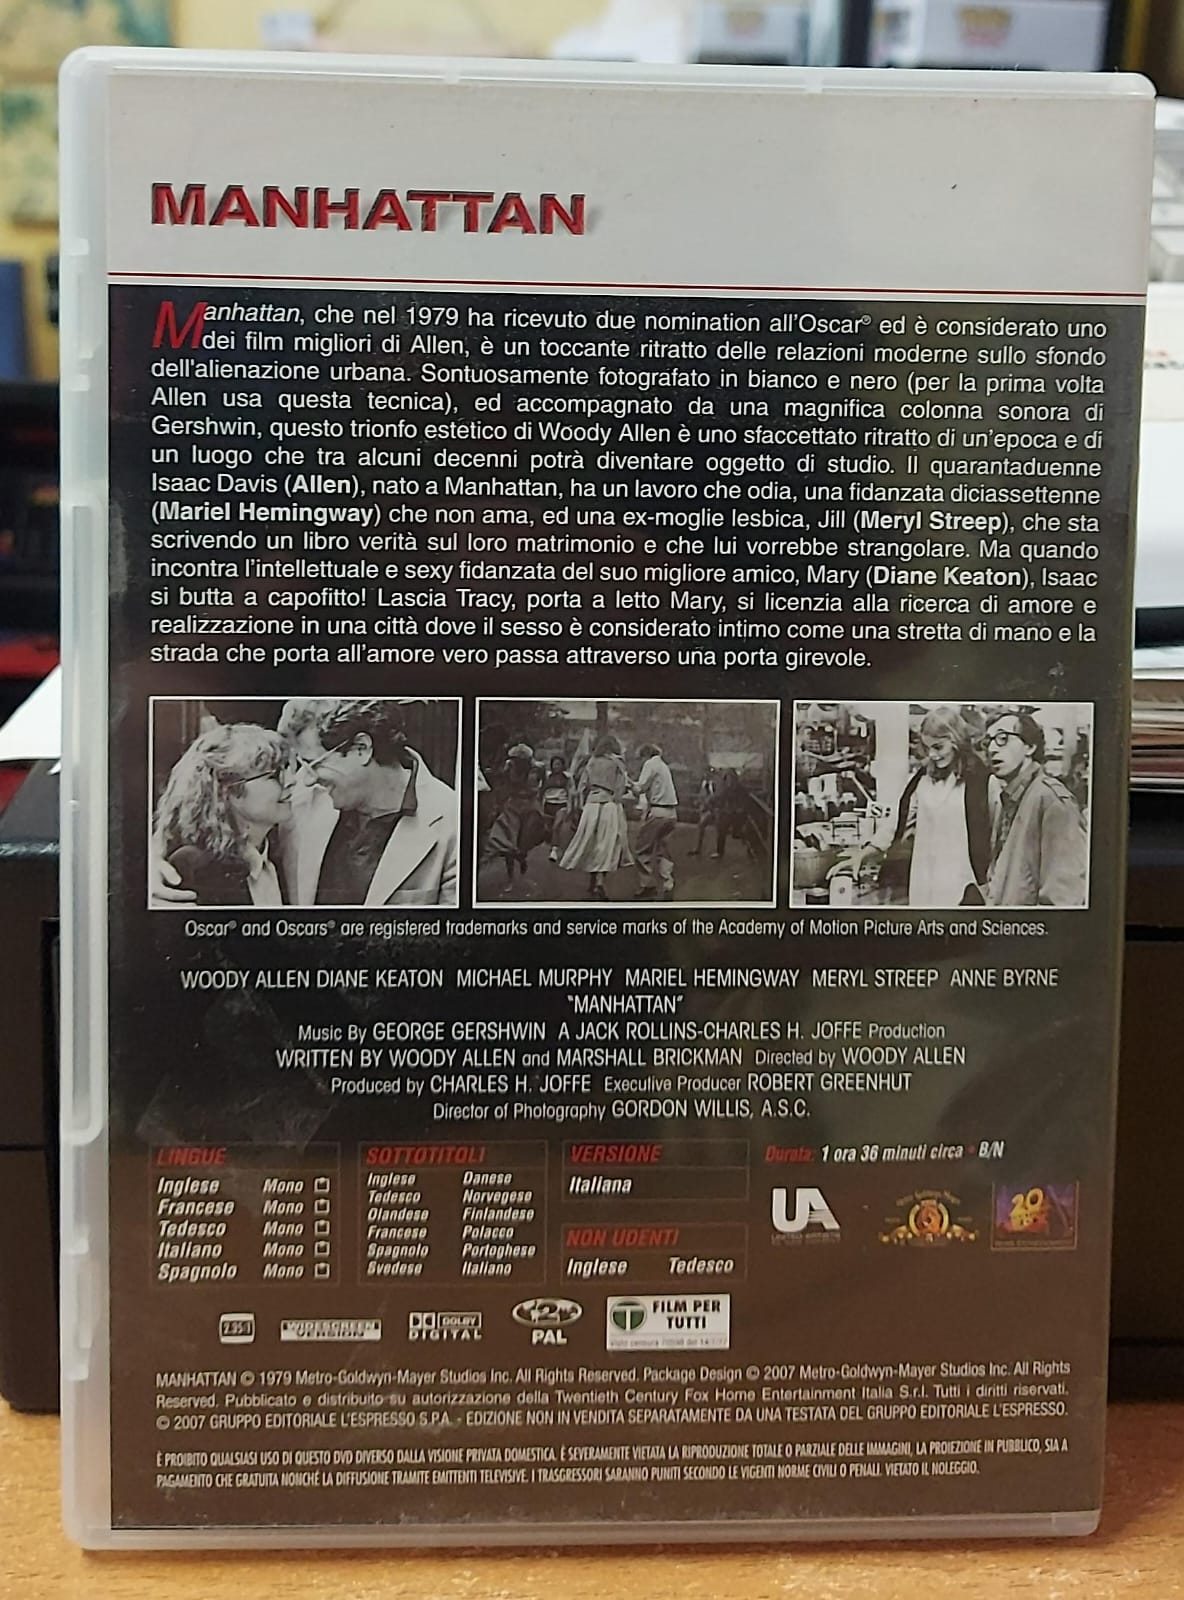 MANHATTAN
Manhattan, che nel 1979 ha ricevuto due nomination all'Oscar® ed è considerato uno
dei film migliori di Allen, è un toccante ritratto delle relazioni moderne sullo sfondo
dell'alienazione urbana. Sontuosamente fotografato in bianco e nero (per la prima volta
Allen usa questa tecnica), ed accompagnato da una magnifica colonna sonora di
Gershwin, questo trionfo estetico di Woody Allen è uno sfaccettato ritratto di un'epoca e di
un luogo che tra alcuni decenni potrà diventare oggetto di studio. Il quarantaduenne
Isaac Davis (Allen), nato a Manhattan, ha un lavoro che odia, una fidanzata diciassettenne
(Mariel Hemingway) che non ama, ed una ex-moglie lesbica, Jill (Meryl Streep), che sta
scrivendo un libro verità sul loro matrimonio e che lui vorrebbe strangolare. Ma quando
incontra l'intellettuale e sexy fidanzata del suo migliore amico, Mary (Diane Keaton), Isaac
si butta a capofitto! Lascia Tracy, porta a letto Mary, si licenzia alla ricerca di amore e
realizzazione in una città dove il sesso è considerato intimo come una stretta di mano e la
strada che porta all'amore vero passa attraverso una porta girevole.
Oscar® and Oscars® are registered trademarks and service marks of the Academy of Motion Picture Arts and Sciences.
WOODY ALLEN DIANE KEATON MICHAEL MURPHY MARIEL HEMINGWAY MERYL STREEP ANNE BYRNE
"MANHATTAN"
Music By GEORGE GERSHWIN A JACK ROLLINS-CHARLES H. JOFFE Production
WRITTEN BY WOODY ALLEN and MARSHALL BRICKMAN Directed by WOODY ALLEN
Produced by CHARLES H. JOFFE Executive Producer ROBERT GREENHUT
Director of Photography GORDON WILLIS, A.S.C.
LINGUE
Inglese Mono
Francese Mono
Tedesco Mono
Italiano Mono
Spagnolo Mono
SOTTOTITOLI
Inglese Danese
Tedesco Norvegese
Olandese Finlandese
Francese Polacco
Spagnolo Portoghese
Svedese Italiano
VERSIONE
Italiana
NON UDENTI
Inglese Tedesco
Durata: 1 ora 36 minuti circa • B/N
UA
UNITED ARTISTS
20
FOX
2.35:1
WIDESCREEN
VERSION
DOLBY
DIGITAL
2
PAL
T
FILM PER
TUTTI
MANHATTAN © 1979 Metro-Goldwyn-Mayer Studios Inc. All Rights Reserved. Package Design © 2007 Metro-Goldwyn-Mayer Studios Inc. All Rights
Reserved. Pubblicato e distribuito su autorizzazione della Twentieth Century Fox Home Entertainment Italia S.r.l. Tutti i diritti riservati.
© 2007 GRUPPO EDITORIALE L'ESPRESSO S.P.A. - EDIZIONE NON IN VENDITA SEPARATAMENTE DA UNA TESTATA DEL GRUPPO EDITORIALE L'ESPRESSO.
È PROIBITO QUALSIASI USO DI QUESTO DVD DIVERSO DALLA VISIONE PRIVATA DOMESTICA. È SEVERAMENTE VIETATA LA RIPRODUZIONE TOTALE O PARZIALE DELLE IMMAGINI, LA PROIEZIONE IN PUBBLICO, SIA A
PAGAMENTO CHE GRATUITA NONCHÉ LA DIFFUSIONE TRAMITE EMITTENTI TELEVISIVE. I TRASGRESSORI SARANNO PUNITI SECONDO LE VIGENTI NORME CIVILI O PENALI. VIETATO IL NOLEGGIO.